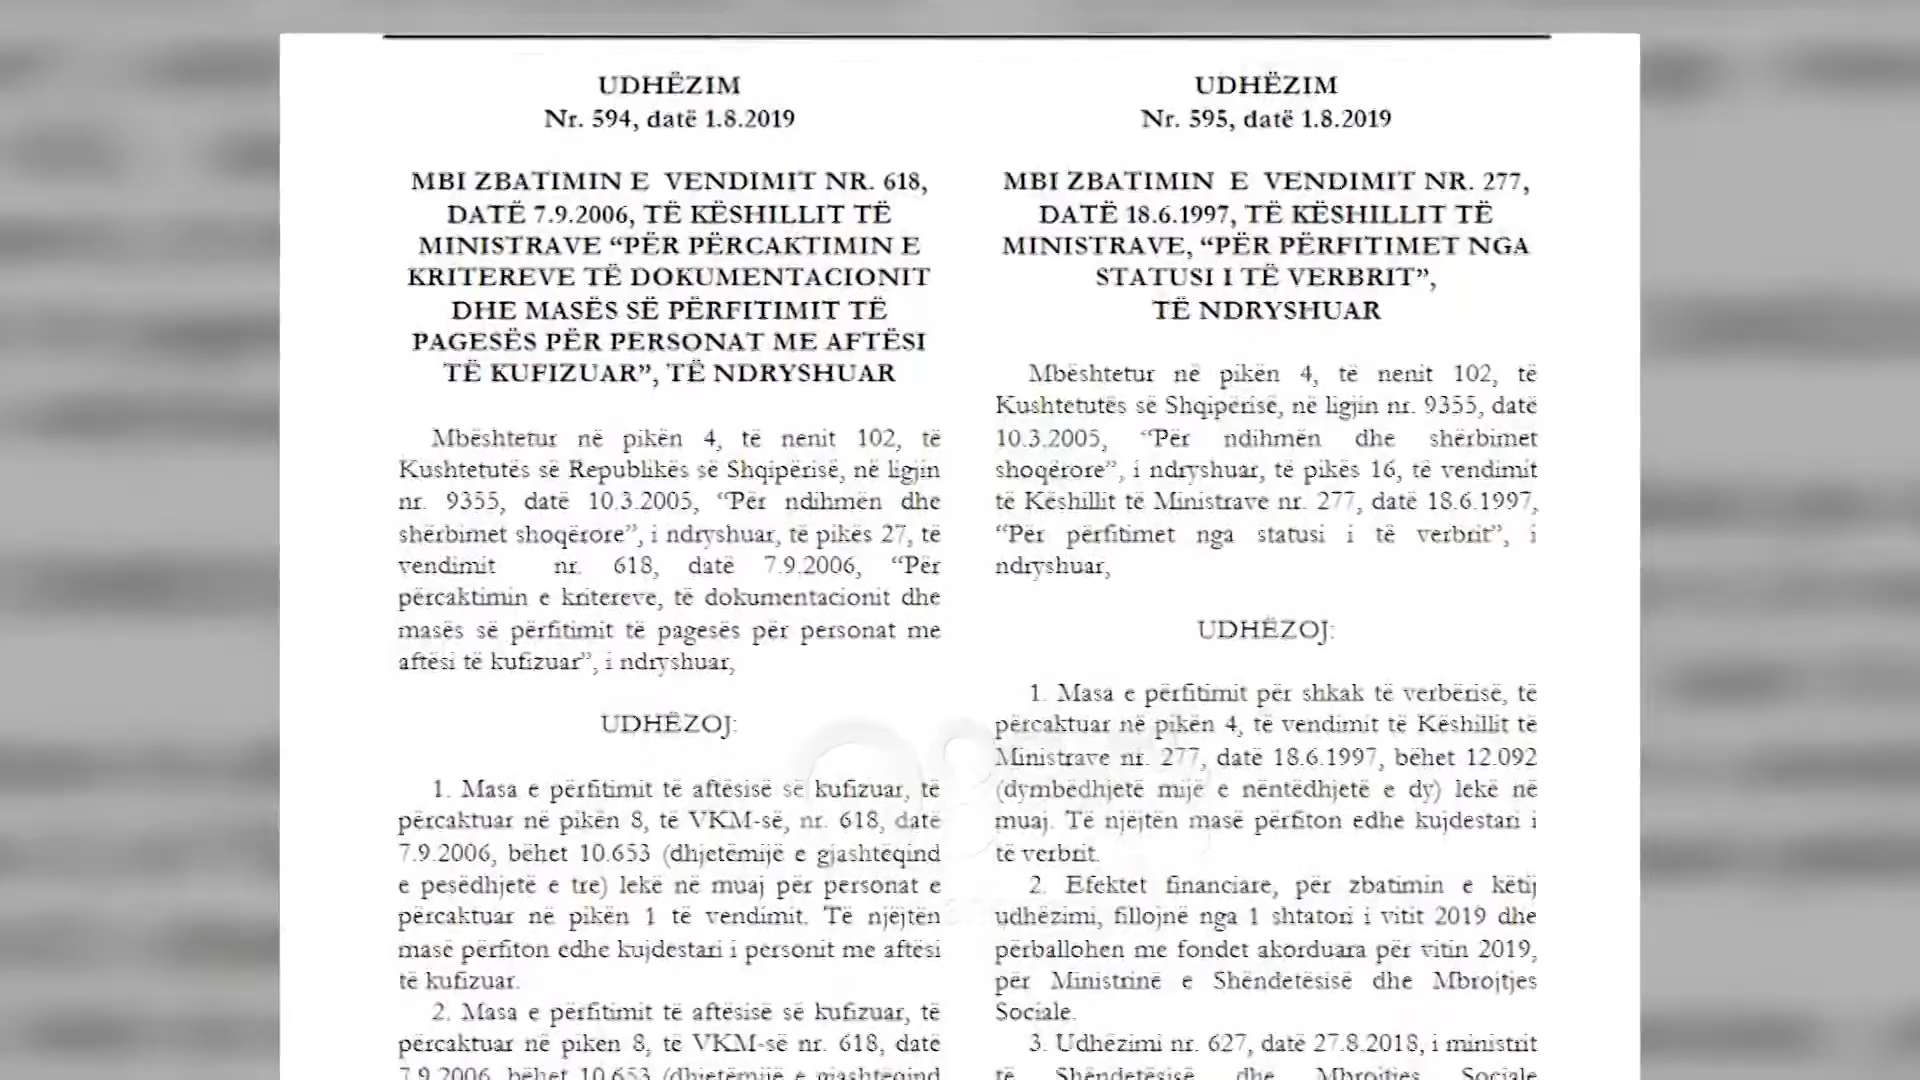 UDHËZIM
Nr. 594, datë 1.8.2019
MBI ZBATIMIN E VENDIMIT NR. 618,
DATË 7.9.2006, TË KËSHILLIT TË
MINISTRAVE “PËR PËRCAKTIMIN E
KRITEREVE TË DOKUMENTACIONIT
DHE MASËS SË PËRFITIMIT TË
PAGESËS PËR PERSONAT ME AFTËSI
TË KUFIZUAR”, TË NDRYSHUAR
Mbështetur në pikën 4, të nenit 102, të
Kushtetutës së Republikës së Shqipërisë, në ligjin
nr. 9355, datë 10.3.2005, “Për ndihmën dhe
shërbimet shoqërore”, i ndryshuar, të pikës 27, të
vendimit nr. 618, datë 7.9.2006, “Për
përcaktimin e kritereve, të dokumentacionit dhe
masës së përfitimit të pagesës për personat me
aftësi të kufizuar”, i ndryshuar,
UDHËZOJ:
1. Masa e përfitimit të aftësisë së kufizuar, të
përcaktuar në pikën 8, të VKM-së, nr. 618, datë
7.9.2006, bëhet 10.653 (dhjetëmijë e gjashtëqind
e pesëdhjetë e tre) lekë në muaj për personat e
përcaktuar në pikën 1 të vendimit. Të njëjtën
masë përfiton edhe kujdestari i personit me aftësi
të kufizuar.
2. Masa e përfitimit të aftësisë së kufizuar, të
përcaktuar në piken 8, të VKM-së nr. 618, datë
7.9.2006, bëhet 10.653 (dhjetëmijë e gjashtëqind
UDHËZIM
Nr. 595, datë 1.8.2019
MBI ZBATIMIN E VENDIMIT NR. 277,
DATË 18.6.1997, TË KËSHILLIT TË
MINISTRAVE, “PËR PËRFITIMET NGA
STATUSI I TË VERBRIT”,
TË NDRYSHUAR
Mbështetur në pikën 4, të nenit 102, të
Kushtetutës së Shqipërisë, në ligjin nr. 9355, datë
10.3.2005, “Për ndihmën dhe shërbimet
shoqërore”, i ndryshuar, të pikës 16, të vendimit
të Këshillit të Ministrave nr. 277, datë 18.6.1997,
“Për përfitimet nga statusi i të verbrit”, i
ndryshuar,
UDHËZOJ:
1. Masa e përfitimit për shkak të verbërisë, të
përcaktuar në pikën 4, të vendimit të Këshillit të
Ministrave nr. 277, datë 18.6.1997, bëhet 12.092
(dymbëdhjetë mijë e nëntëdhjetë e dy) lekë në
muaj. Të njëjtën masë përfiton edhe kujdestari i
të verbrit.
2. Efektet financiare, për zbatimin e këtij
udhëzimi, fillojnë nga 1 shtatori i vitit 2019 dhe
përballohen me fondet akorduara për vitin 2019,
për Ministrinë e Shëndetësisë dhe Mbrojtjes
Sociale.
3. Udhëzimi nr. 627, datë 27.8.2018, i ministrit
të Shëndetësisë dhe Mbrojtjes Sociale